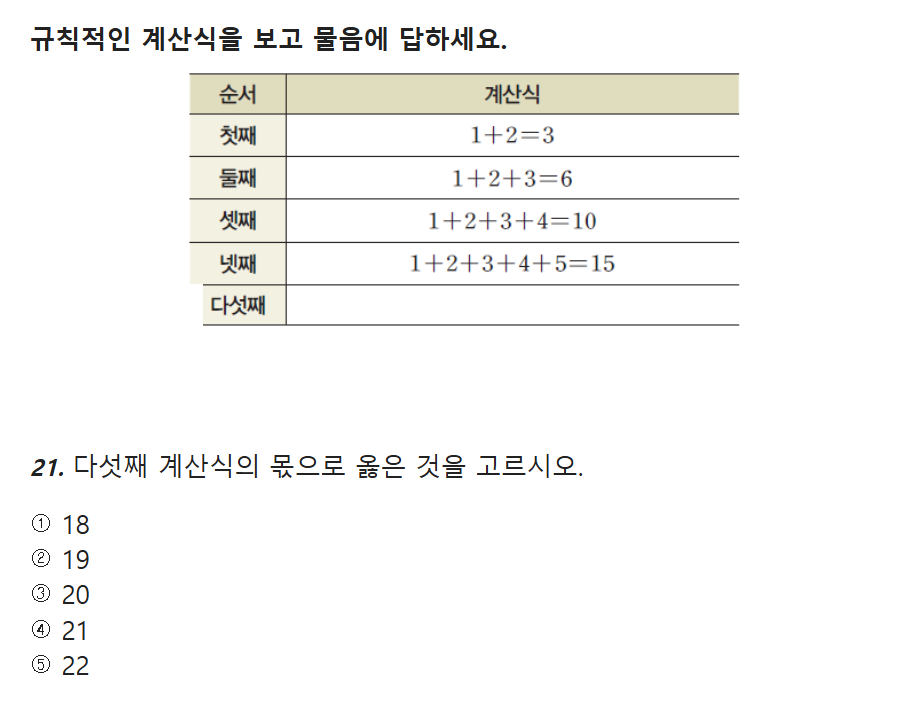 규칙적인 계산식을 보고 물음에 답하세요.
순서 계산식
첫째 1+2=3
둘째 1+2+3=6
셋째 1+2+3+4=10
넷째 1+2+3+4+5=15
다섯째
21. 다섯째 계산식의 몫으로 옳은 것을 고르시오.
① 18
② 19
③ 20
④ 21
⑤ 22